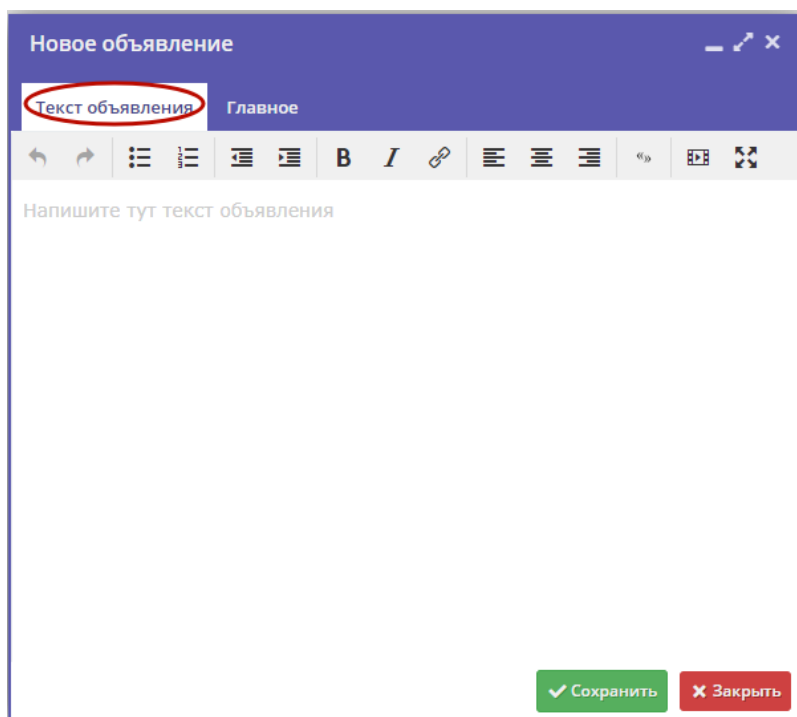 Новое объявление
Текст объявления Главное
B I «»
Напишите тут текст объявления
Сохранить Закрыть